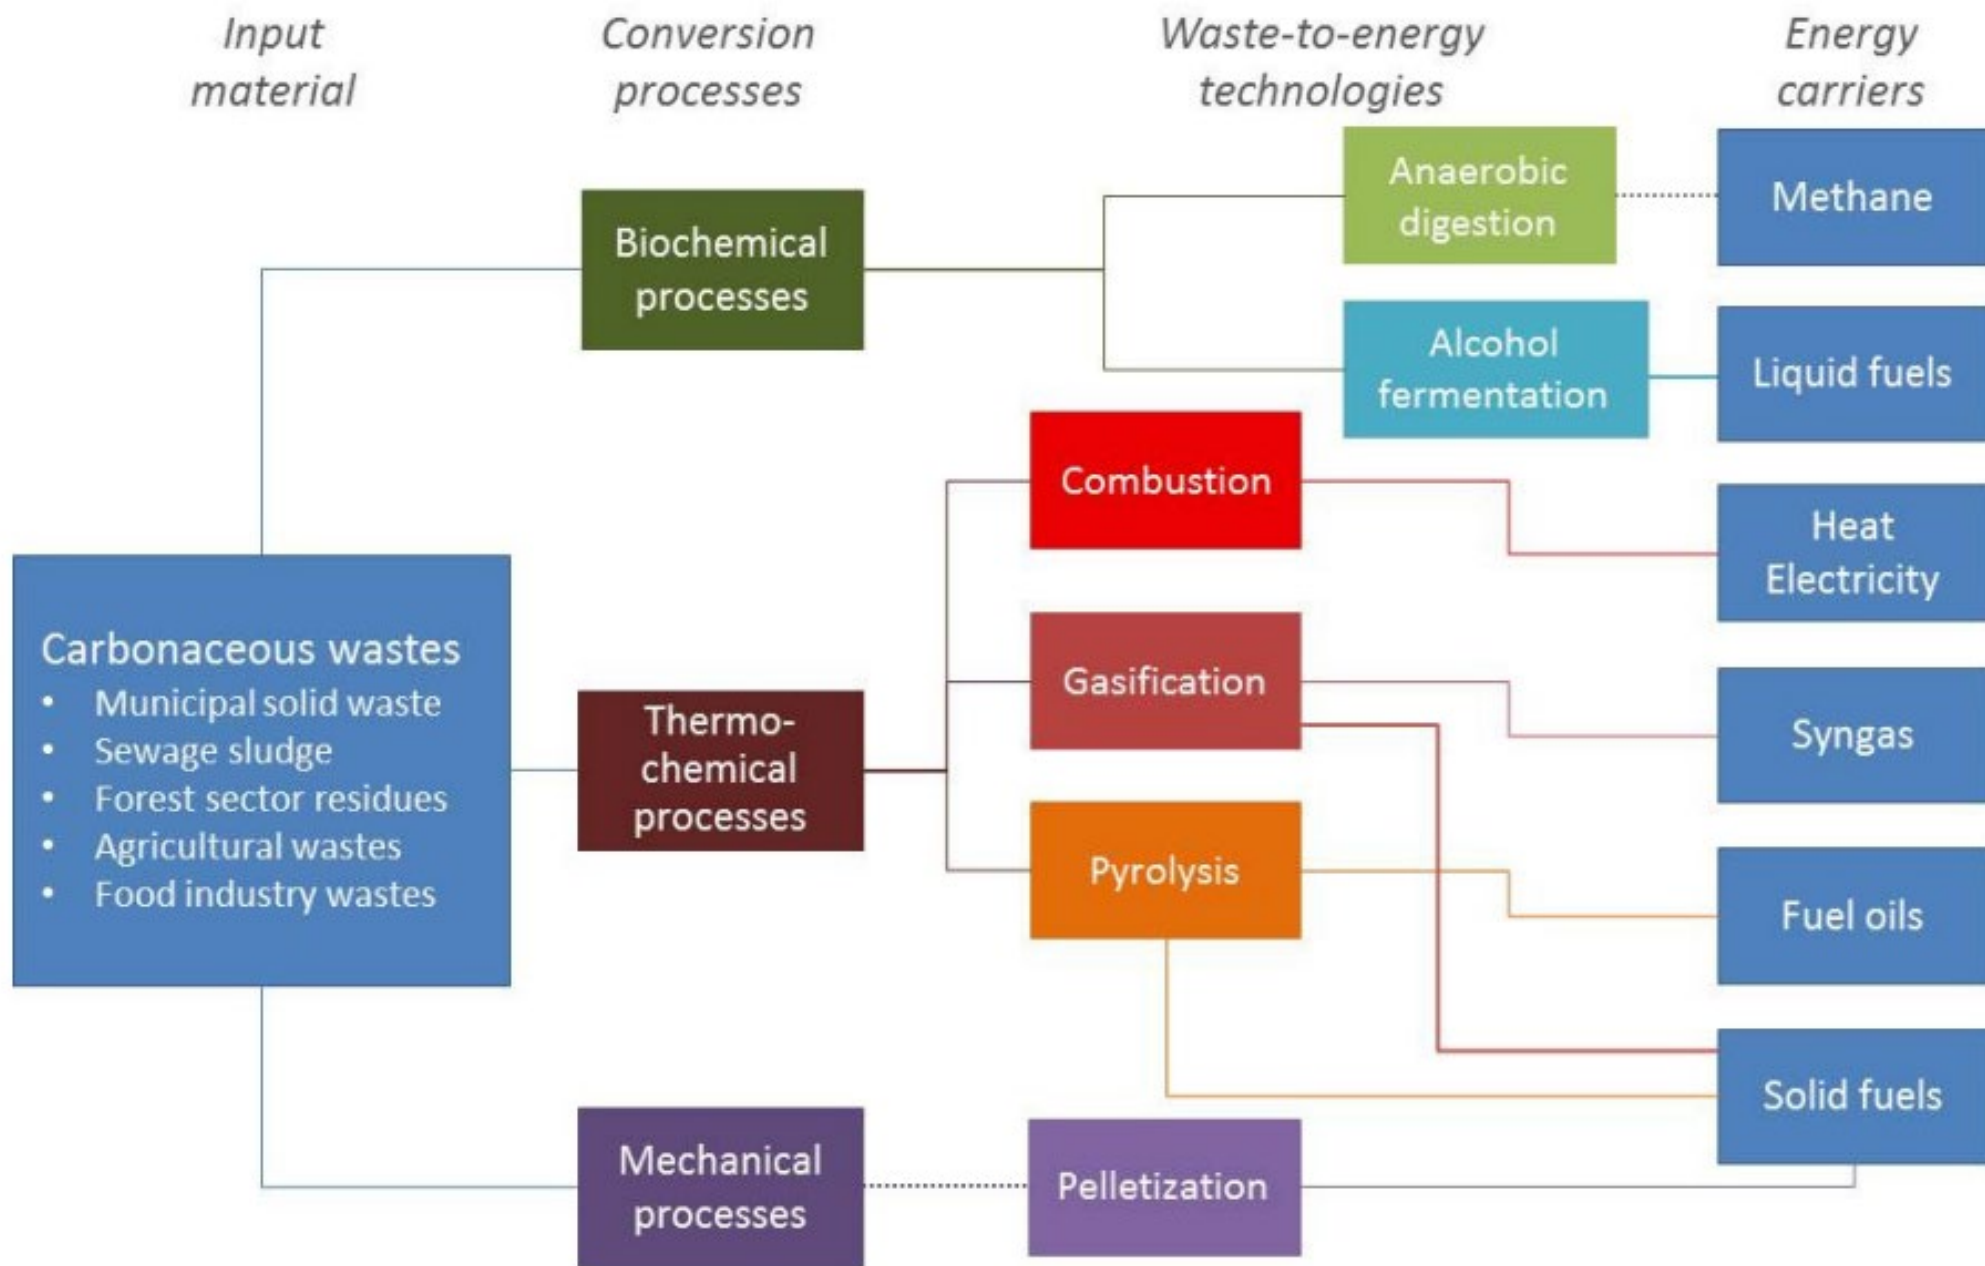 Input
material
Conversion
processes
Waste-to-energy
technologies
Energy
carriers
Anaerobic
digestion
Methane
Biochemical
processes
Alcohol
fermentation
Liquid fuels
Combustion
Heat
Electricity
Carbonaceous wastes
• Municipal solid waste
• Sewage sludge
• Forest sector residues
• Agricultural wastes
• Food industry wastes
Thermo-
chemical
processes
Gasification
Syngas
Pyrolysis
Fuel oils
Solid fuels
Mechanical
processes
Pelletization